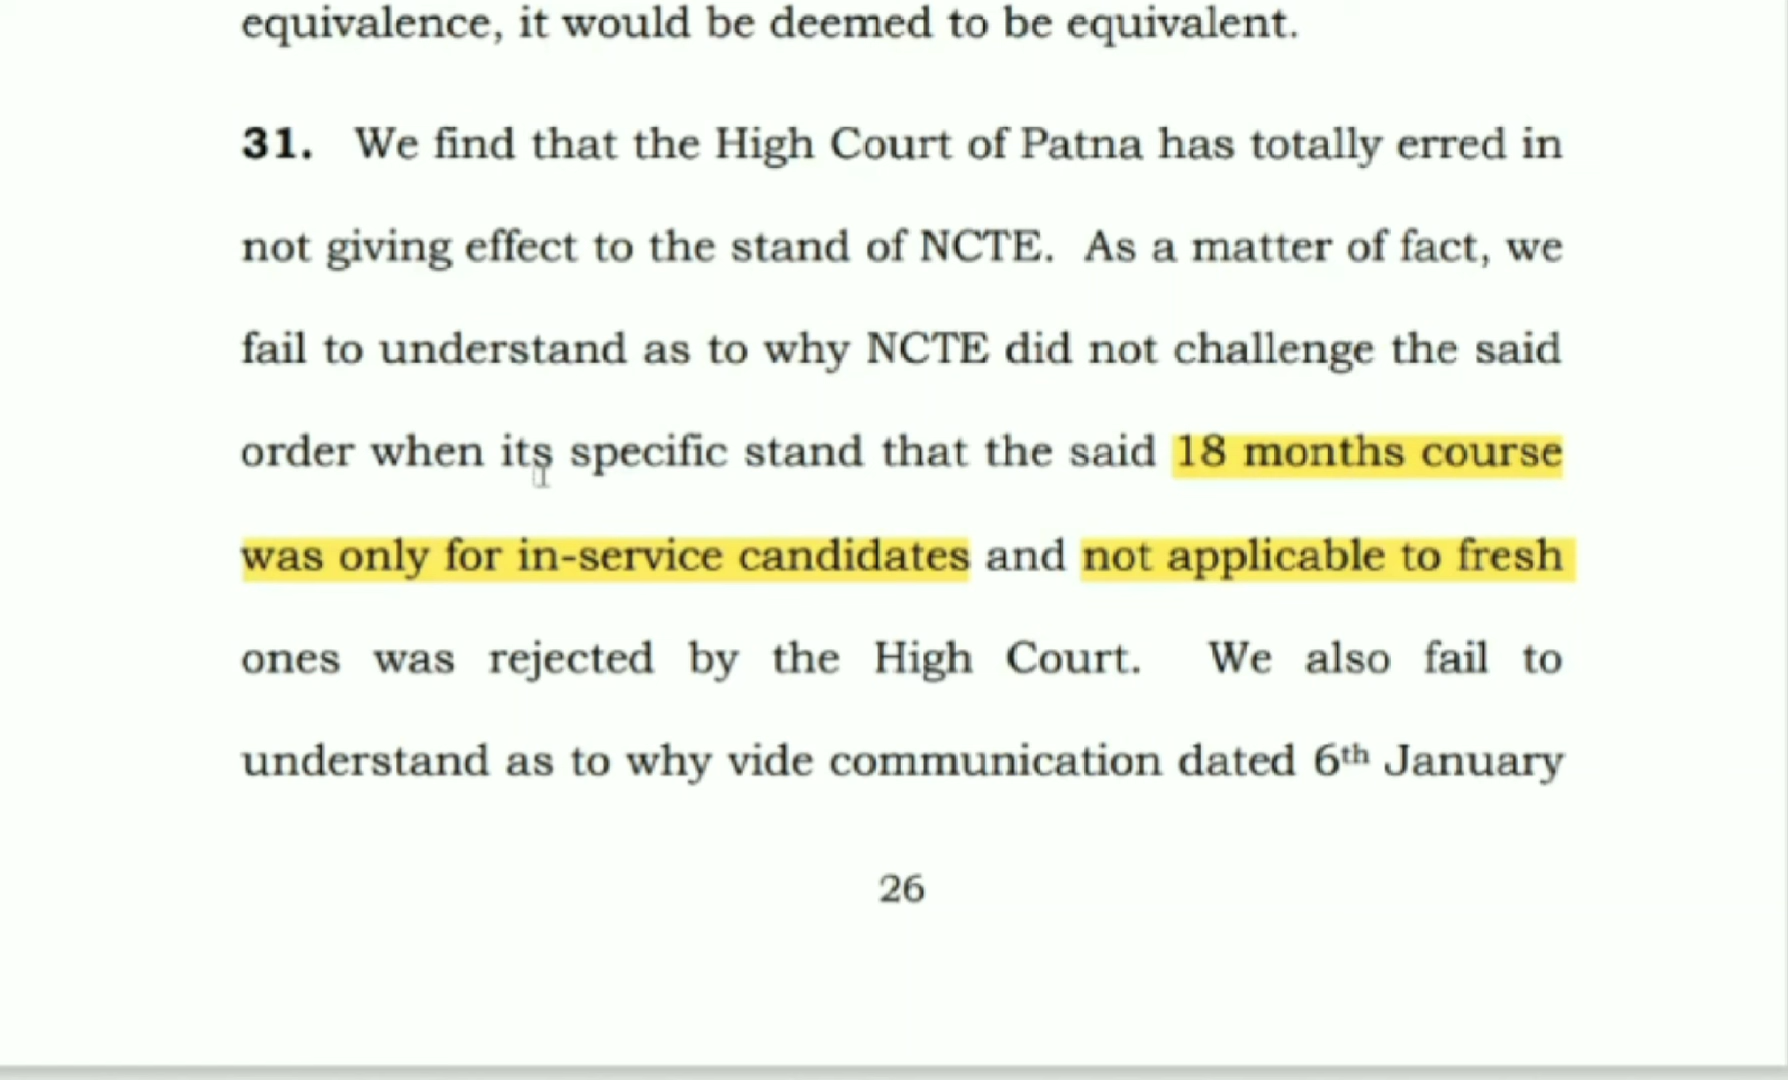 equivalence, it would be deemed to be equivalent.
31. We find that the High Court of Patna has totally erred in
not giving effect to the stand of NCTE. As a matter of fact, we
fail to understand as to why NCTE did not challenge the said
order when its specific stand that the said 18 months course
was only for in-service candidates and not applicable to fresh
ones was rejected by the High Court. We also fail to
understand as to why vide communication dated 6th January
26